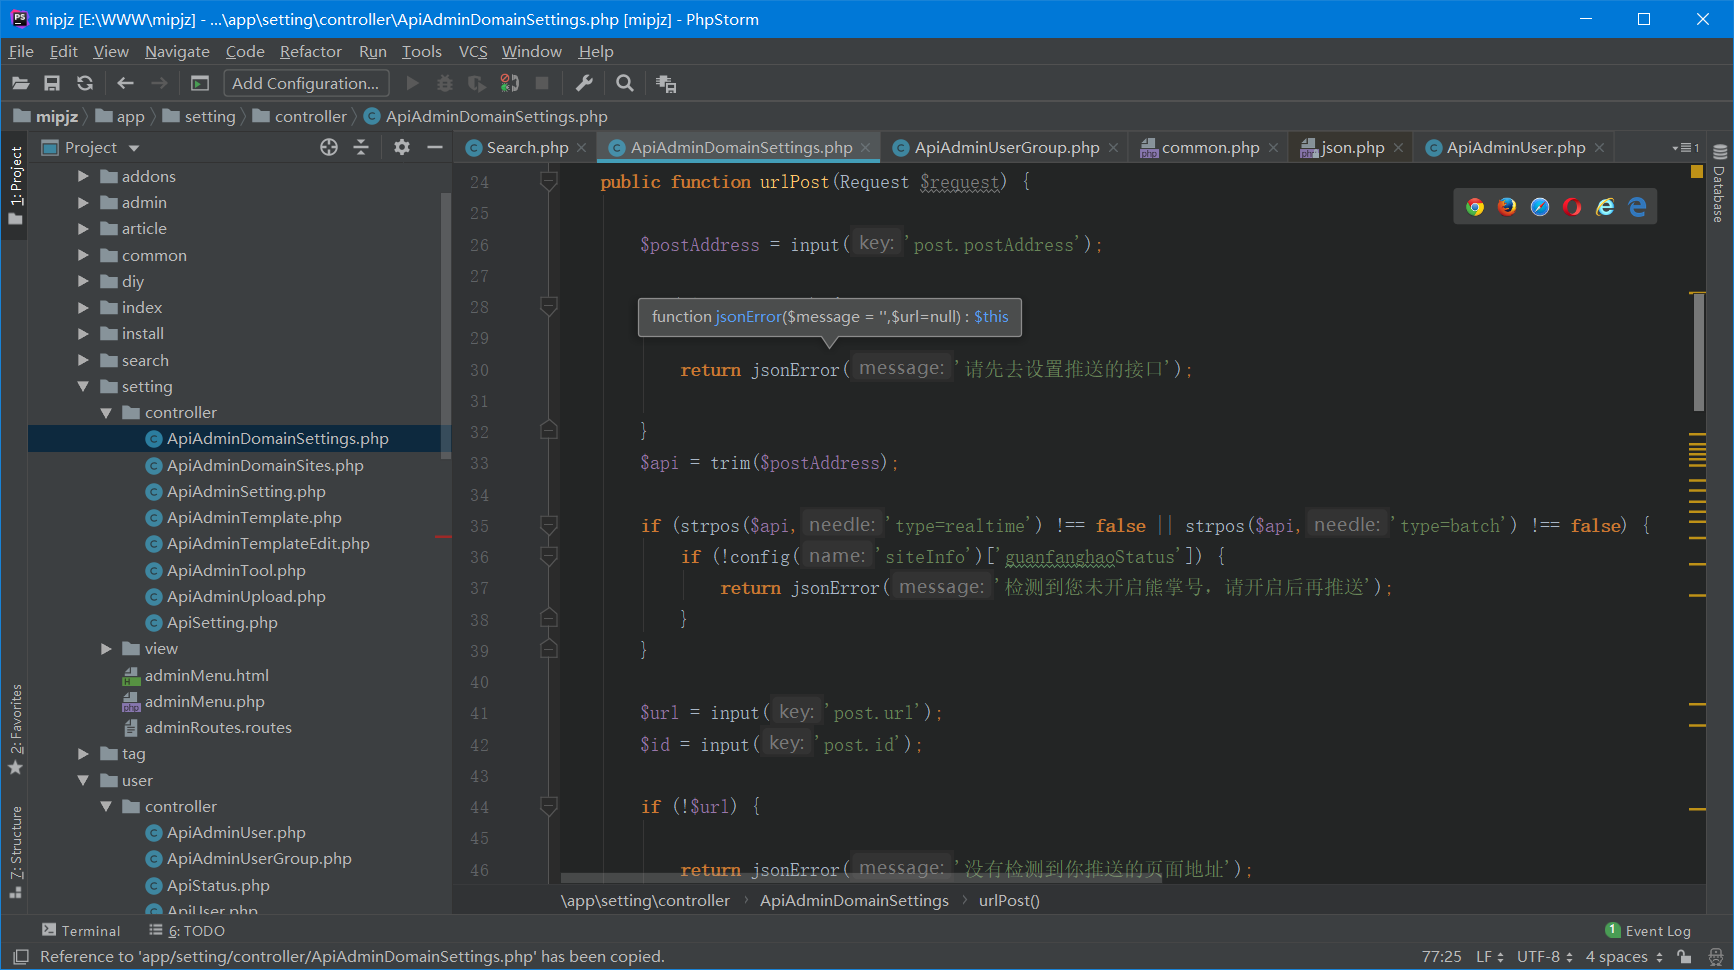 mipjz [E:\WWW\mipjz] - ...\app\setting\controller\ApiAdminDomainSettings.php [mipjz] - PhpStorm
File Edit View Navigate Code Refactor Run Tools VCS Window Help
Add Configuration...
mipjz app setting controller ApiAdminDomainSettings.php
1: Project
Project
Search.php ApiAdminDomainSettings.php ApiAdminUserGroup.php common.php json.php ApiAdminUser.php
1
Database
addons
admin
article
common
diy
index
install
search
setting
controller
ApiAdminDomainSettings.php
ApiAdminDomainSites.php
ApiAdminSetting.php
ApiAdminTemplate.php
ApiAdminTemplateEdit.php
ApiAdminTool.php
ApiAdminUpload.php
ApiSetting.php
view
adminMenu.html
adminMenu.php
adminRoutes.routes
tag
user
controller
ApiAdminUser.php
ApiAdminUserGroup.php
ApiStatus.php
ApiUser.php
2: Favorites
Z: Structure
24 public function urlPost(Request $request) {
25
26 $postAddress = input( key: 'post.postAddress');
27
28
function jsonError($message = '',$url=null) : $this
29
30 return jsonError( message: '请先去设置推送的接口');
31
32 }
33 $api = trim($postAddress);
34
35 if (strpos($api, needle: 'type=realtime') !== false || strpos($api, needle: 'type=batch') !== false) {
36 if (!config( name: 'siteInfo')['guanfanghaoStatus']) {
37 return jsonError( message: '检测到您未开启熊掌号，请开启后再推送');
38 }
39 }
40
41 $url = input( key: 'post.url');
42 $id = input( key: 'post.id');
43
44 if (!$url) {
45
46 return jsonError( message: '没有检测到你推送的页面地址');
\app\setting\controller ApiAdminDomainSettings urlPost()
Terminal 6: TODO 1 Event Log
Reference to 'app/setting/controller/ApiAdminDomainSettings.php' has been copied. 77:25 LF UTF-8 4 spaces